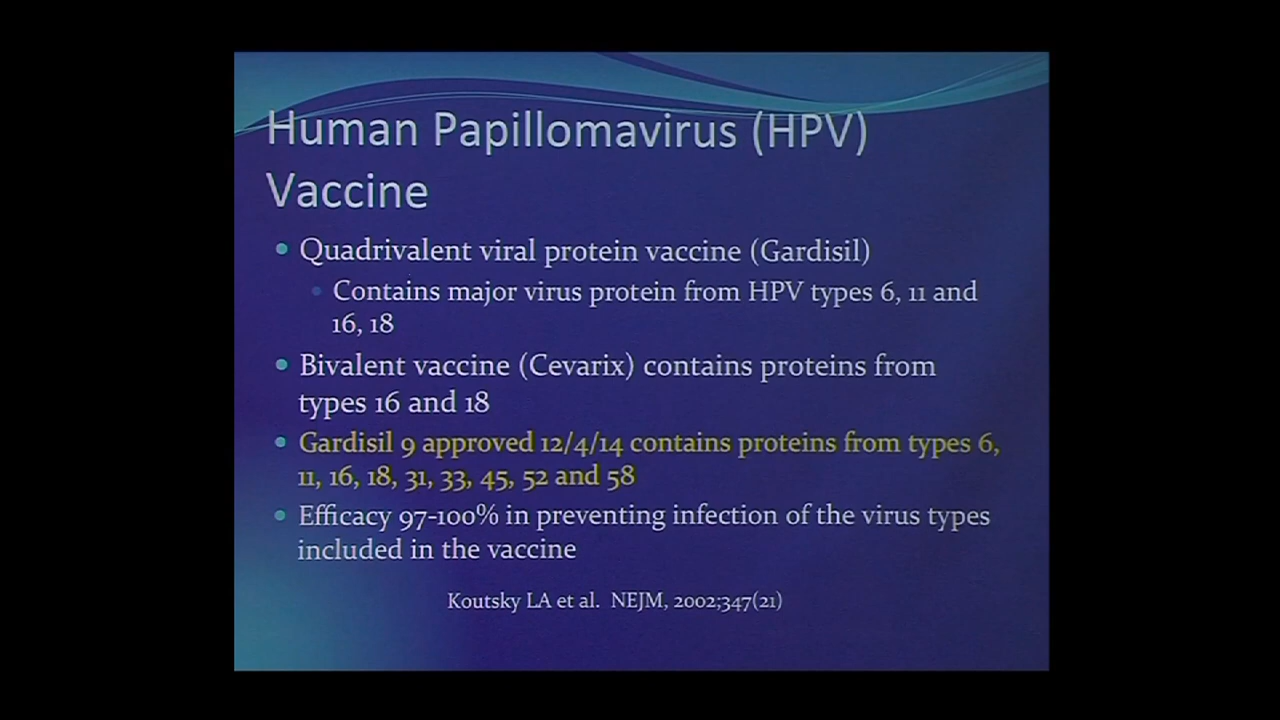 Human Papillomavirus (HPV)
Vaccine
Quadrivalent viral protein vaccine (Gardisil)
Contains major virus protein from HPV types 6, 11 and
16, 18
Bivalent vaccine (Cevarix) contains proteins from
types 16 and 18
Gardisil 9 approved 12/4/14 contains proteins from types 6,
11, 16, 18, 31, 33, 45, 52 and 58
Efficacy 97-100% in preventing infection of the virus types
included in the vaccine
Koutsky LA et al. NEJM, 2002;347(21)